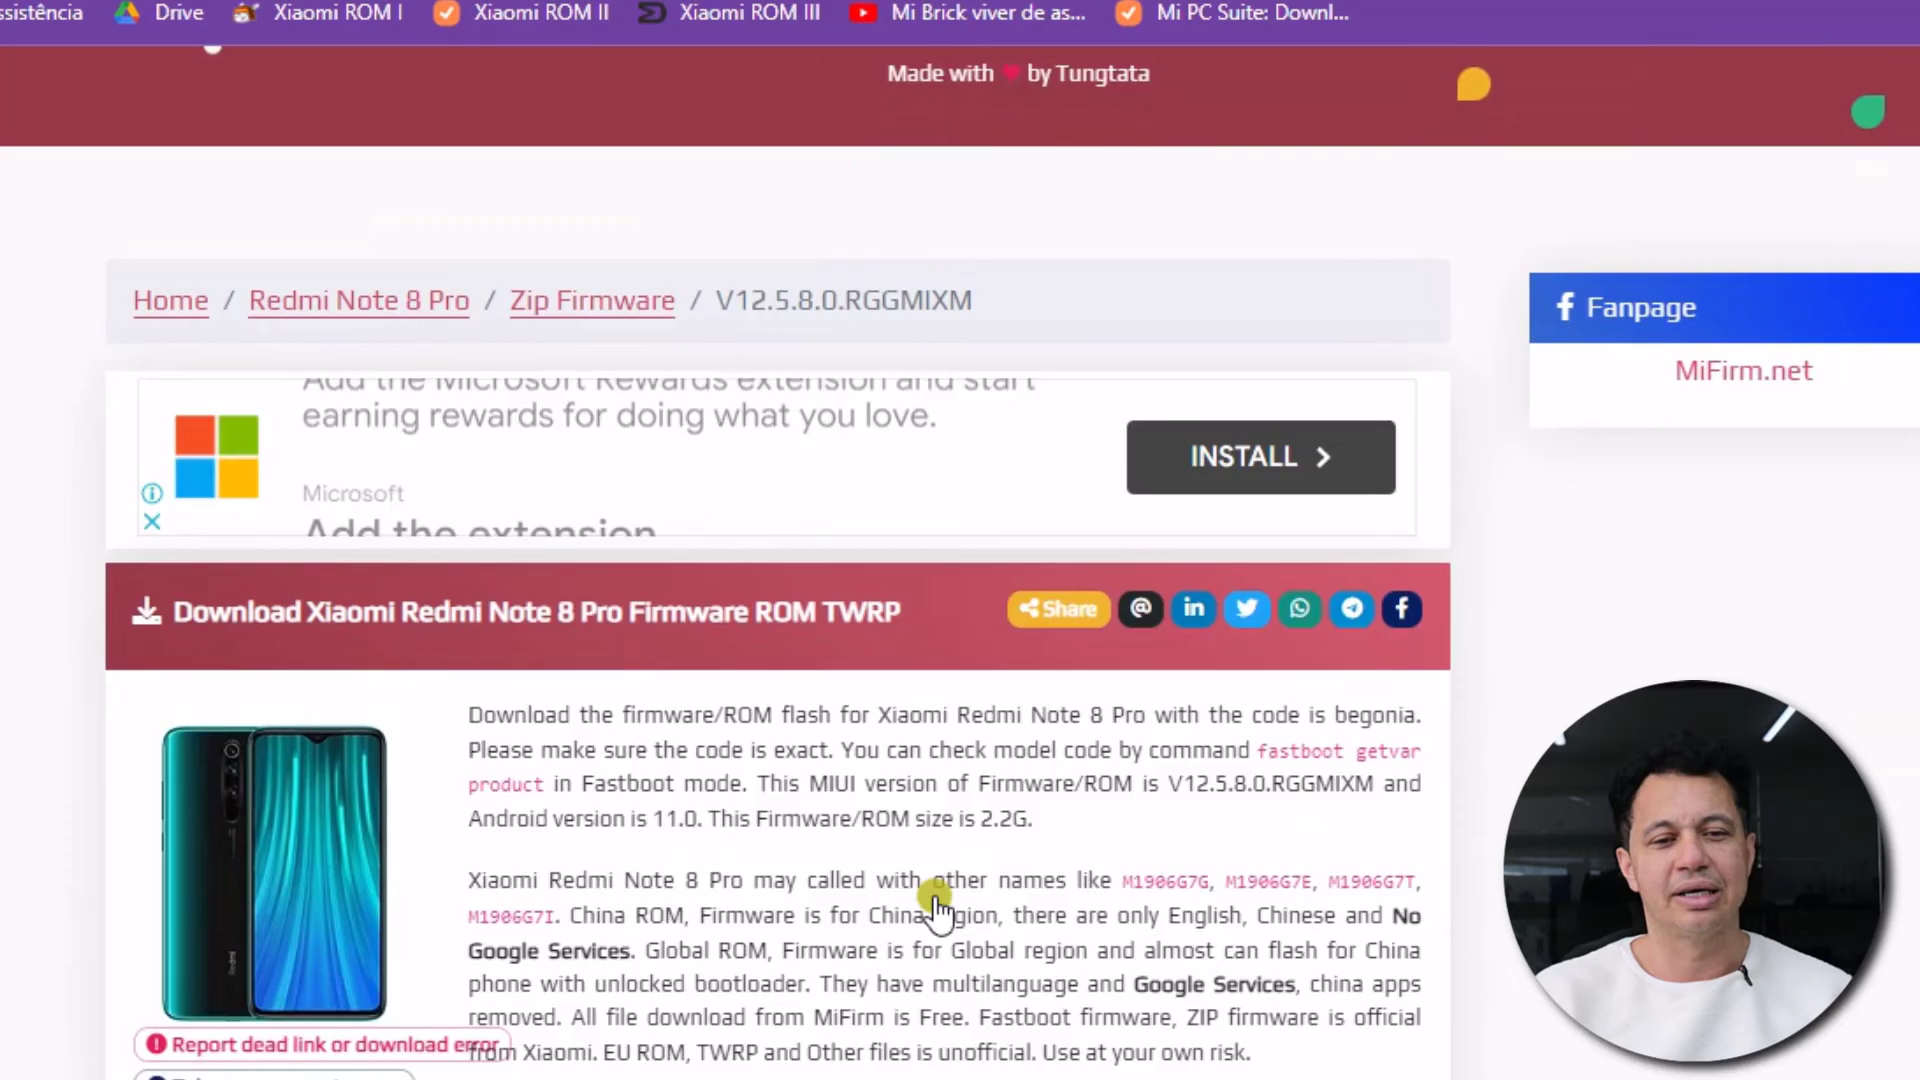 ssistência Drive Xiaomi ROM I Xiaomi ROM II Xiaomi ROM III Mi Brick viver de as... Mi PC Suite: Downl...
Made with by Tungtata
Home / Redmi Note 8 Pro / Zip Firmware / V12.5.8.0.RGGMIXM
Fanpage
MiFirm.net
Add the Microsoft Rewards extension and start
earning rewards for doing what you love.
Microsoft
Add the extension
INSTALL
Download Xiaomi Redmi Note 8 Pro Firmware ROM TWRP
Share
Download the firmware/ROM flash for Xiaomi Redmi Note 8 Pro with the code is begonia.
Please make sure the code is exact. You can check model code by command fastboot getvar
product in Fastboot mode. This MIUI version of Firmware/ROM is V12.5.8.0.RGGMIXM and
Android version is 11.0. This Firmware/ROM size is 2.2G.
Xiaomi Redmi Note 8 Pro may called with other names like M1906G7G, M1906G7E, M1906G7T,
M1906G7I. China ROM, Firmware is for China region, there are only English, Chinese and No
Google Services. Global ROM, Firmware is for Global region and almost can flash for China
phone with unlocked bootloader. They have multilanguage and Google Services, china apps
removed. All file download from MiFirm is Free. Fastboot firmware, ZIP firmware is official
from Xiaomi. EU ROM, TWRP and Other files is unofficial. Use at your own risk.
Redmi
Report dead link or download error